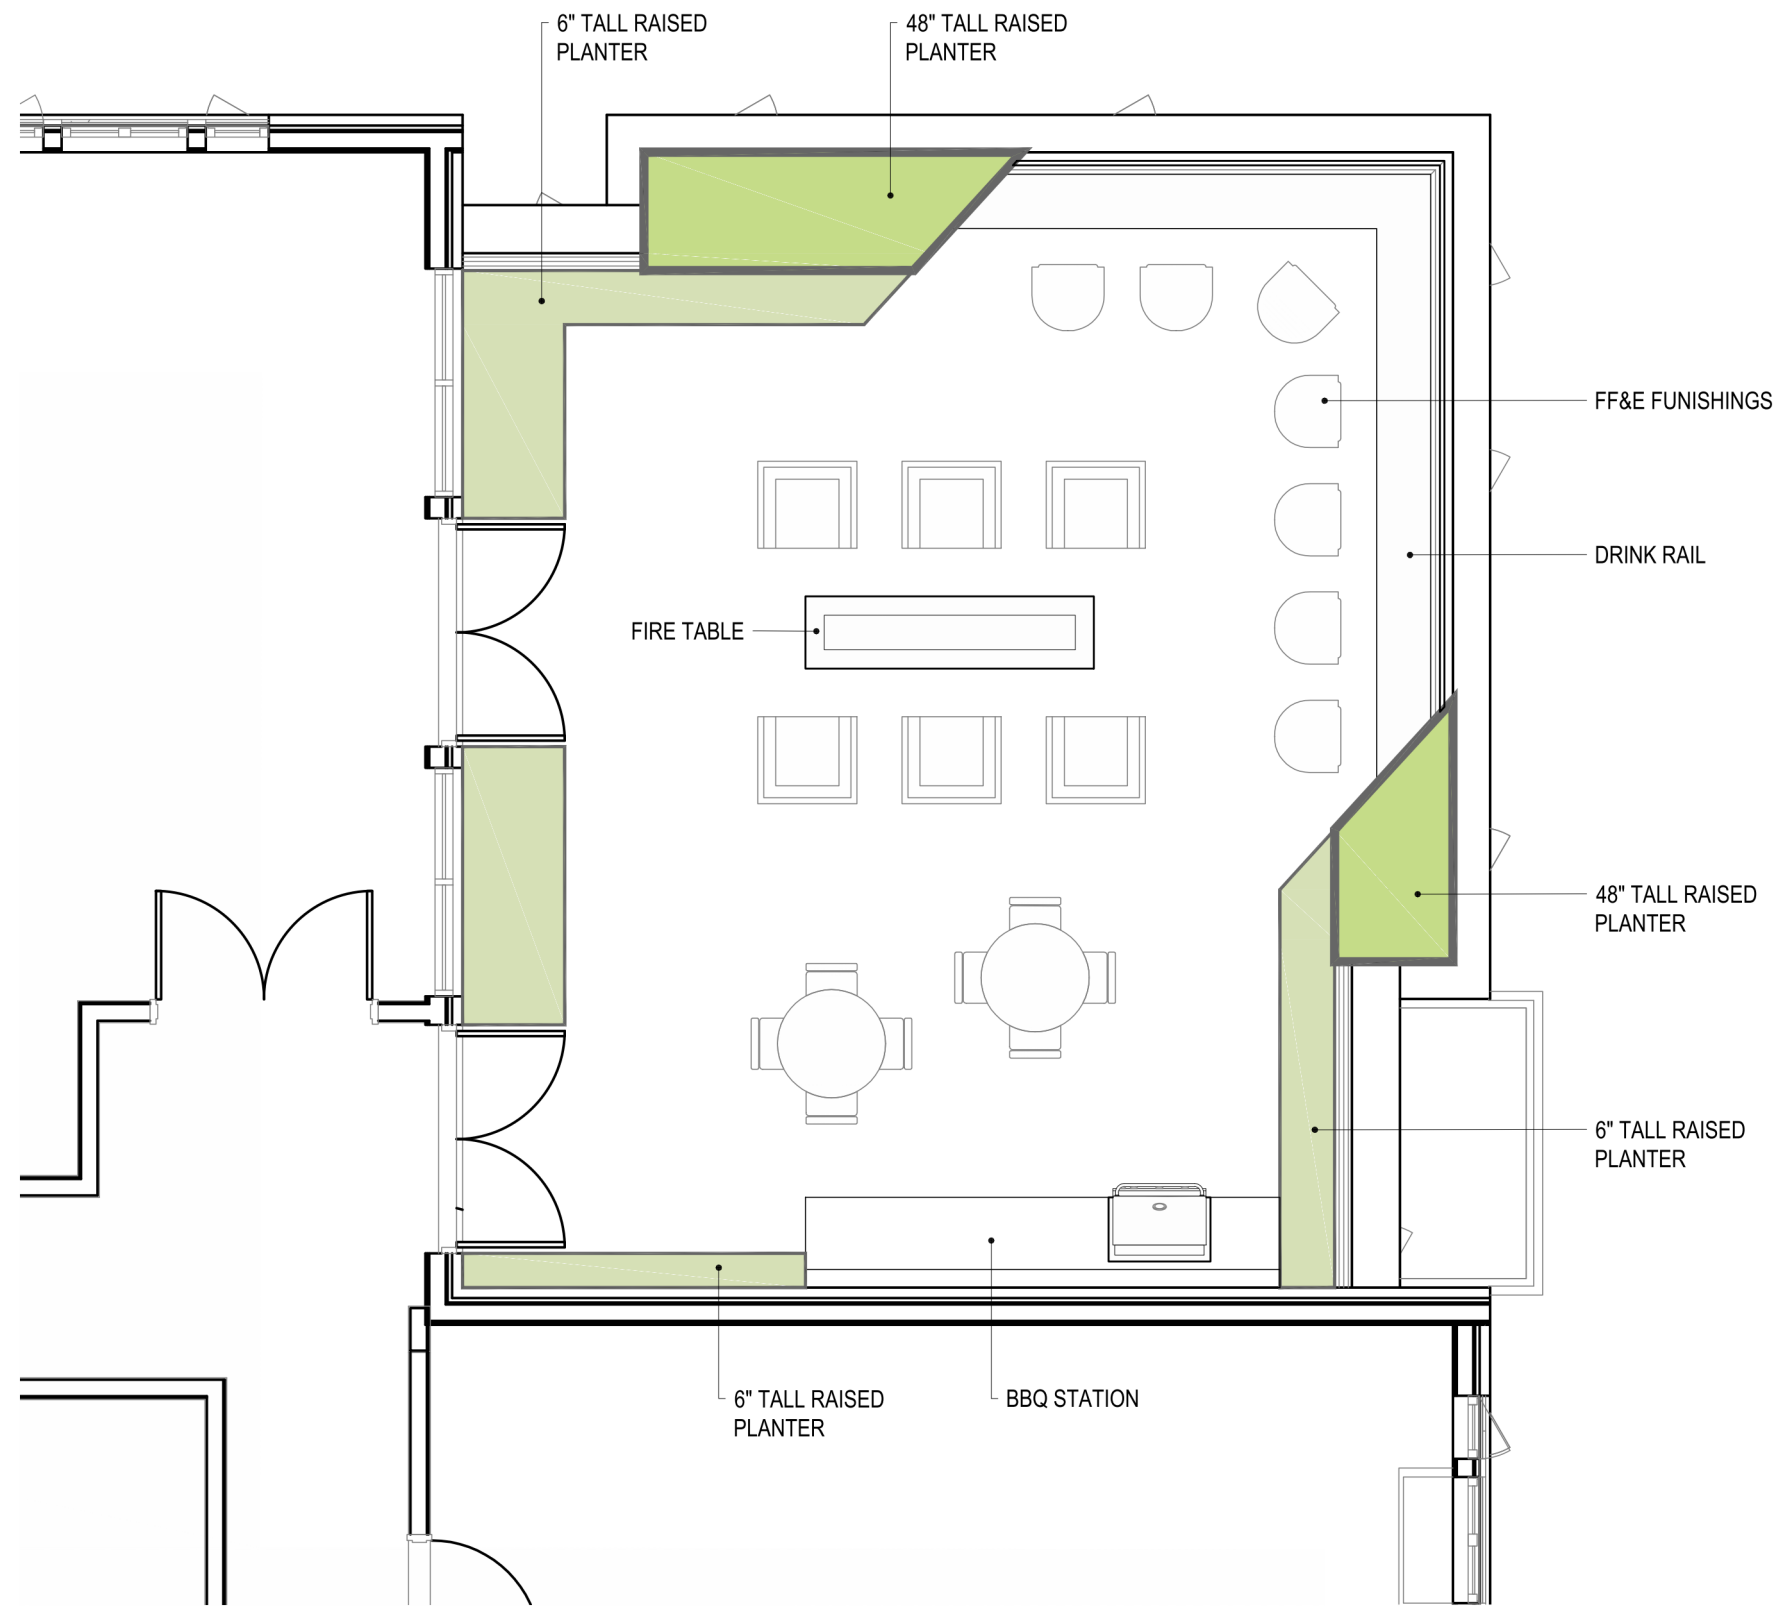 6" TALL RAISED
PLANTER
48" TALL RAISED
PLANTER
FF&E FUNISHINGS
DRINK RAIL
FIRE TABLE
48" TALL RAISED
PLANTER
6" TALL RAISED
PLANTER
6" TALL RAISED
PLANTER
BBQ STATION